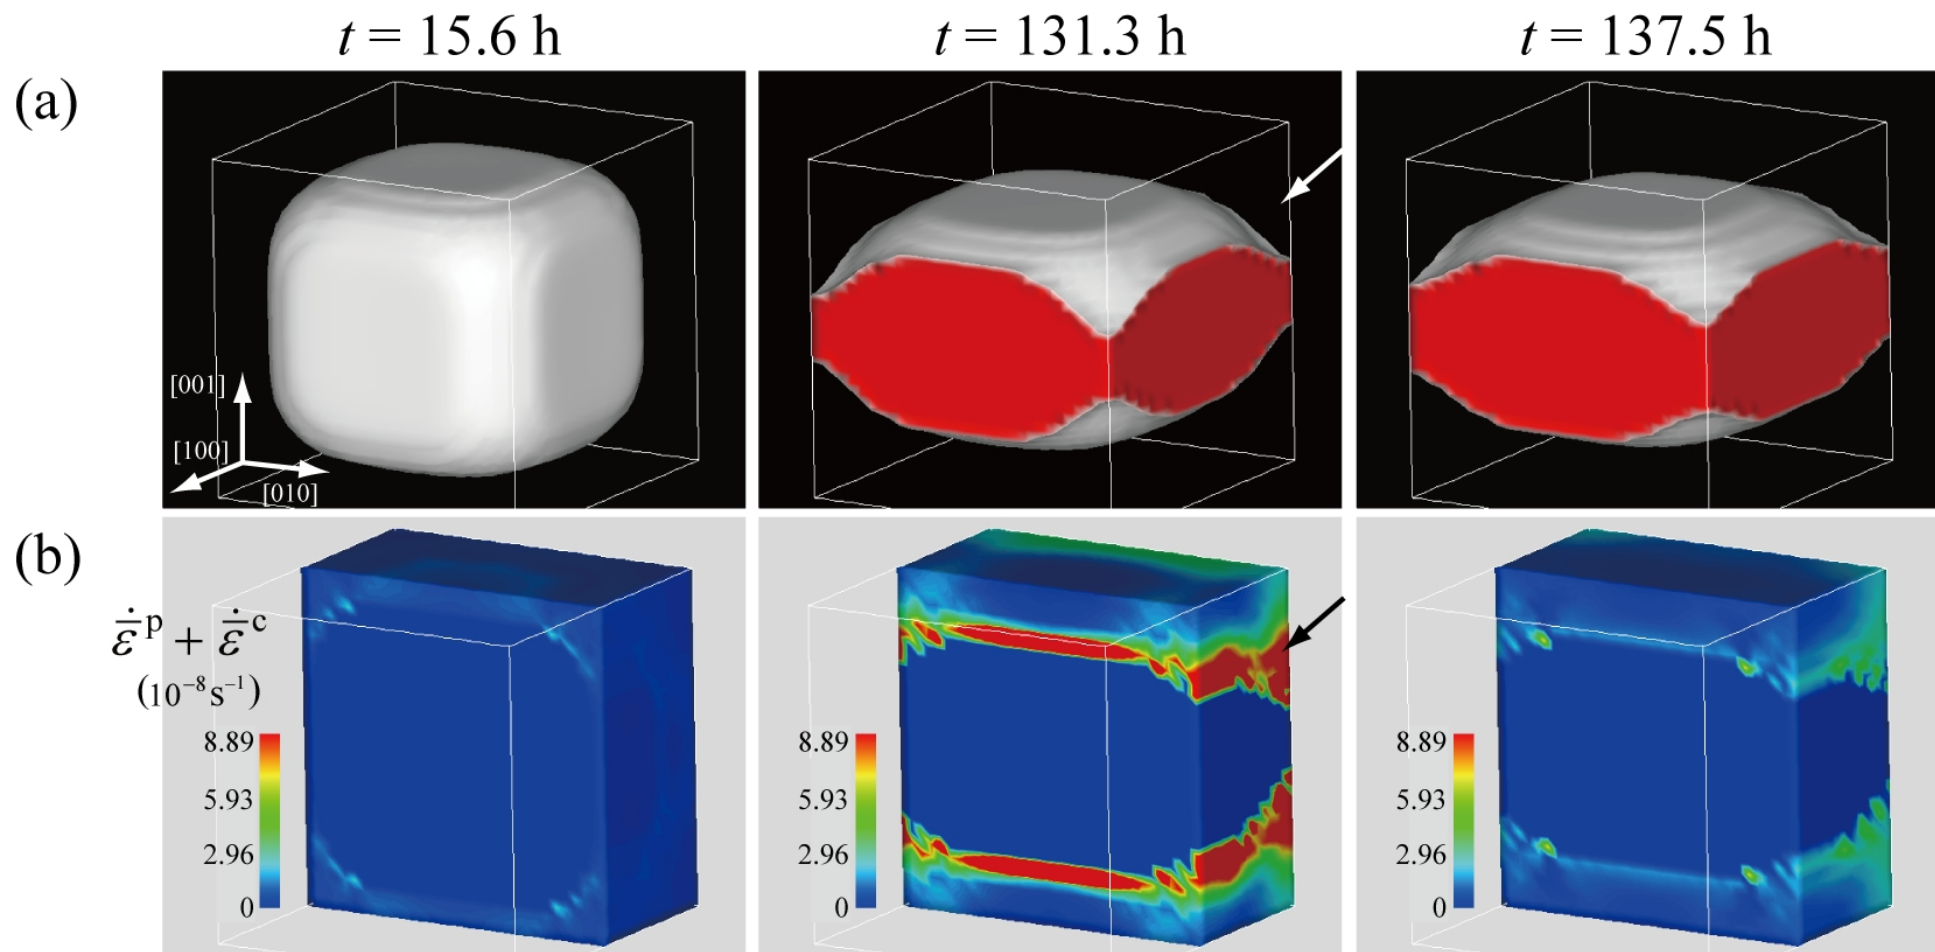 t = 15.6 h
t = 131.3 h
t = 137.5 h
(a)
[001]
[100]
[010]
(b)
ε̄̇ᵖ + ε̄̇ᶜ
(10⁻⁸ s⁻¹)
8.89
5.93
2.96
0
8.89
5.93
2.96
0
8.89
5.93
2.96
0